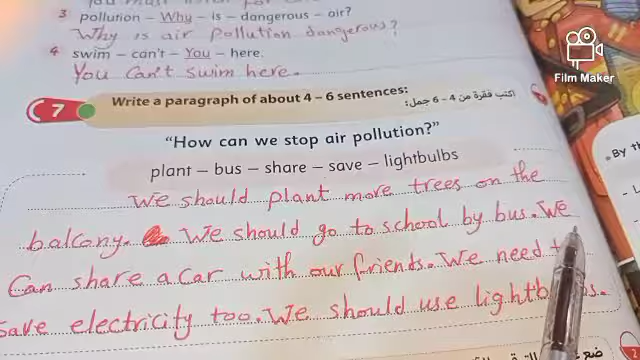 3 pollution – Why – is – dangerous – air?
Why is air pollution dangerous?
4 swim – can't – You – here.
You Can't swim here.
Film Maker
7 Write a paragraph of about 4 – 6 sentences: اكتب فقرة من 4 – 6 جمل:
"How can we stop air pollution?"
plant – bus – share – save – lightbulbs
We should plant more trees on the
balcany. We should go to school by bus. We
Can share a car with our friends. We need
save electricity too. We should use
By th